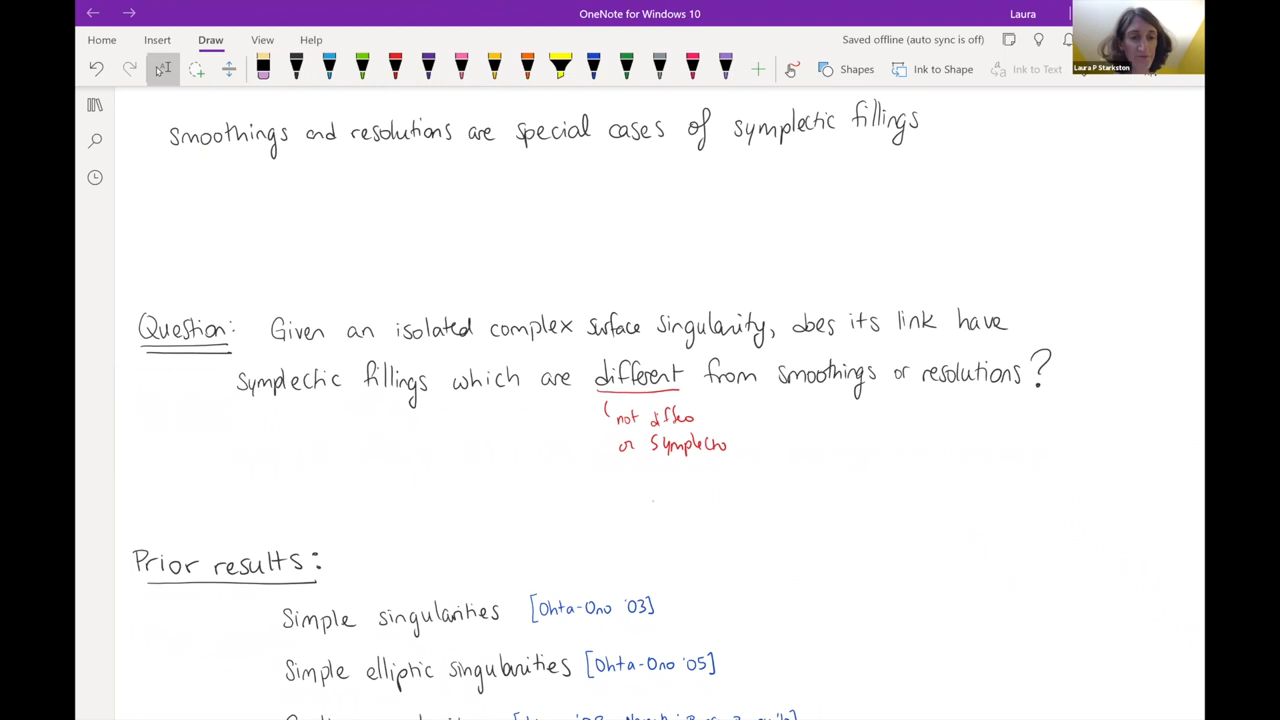 OneNote for Windows 10
Laura
Home Insert Draw View Help
Saved offline (auto sync is off)
Shapes Ink to Shape Ink to Text
Laura P Starkston
smoothings and resolutions are special cases of symplectic fillings
Question: Given an isolated complex surface singularity, does its link have
symplectic fillings which are different from smoothings or resolutions?
(not diffeo
or symplecto
Prior results:
Simple singularities [Ohta-Ono '03]
Simple elliptic singularities [Ohta-Ono '05]